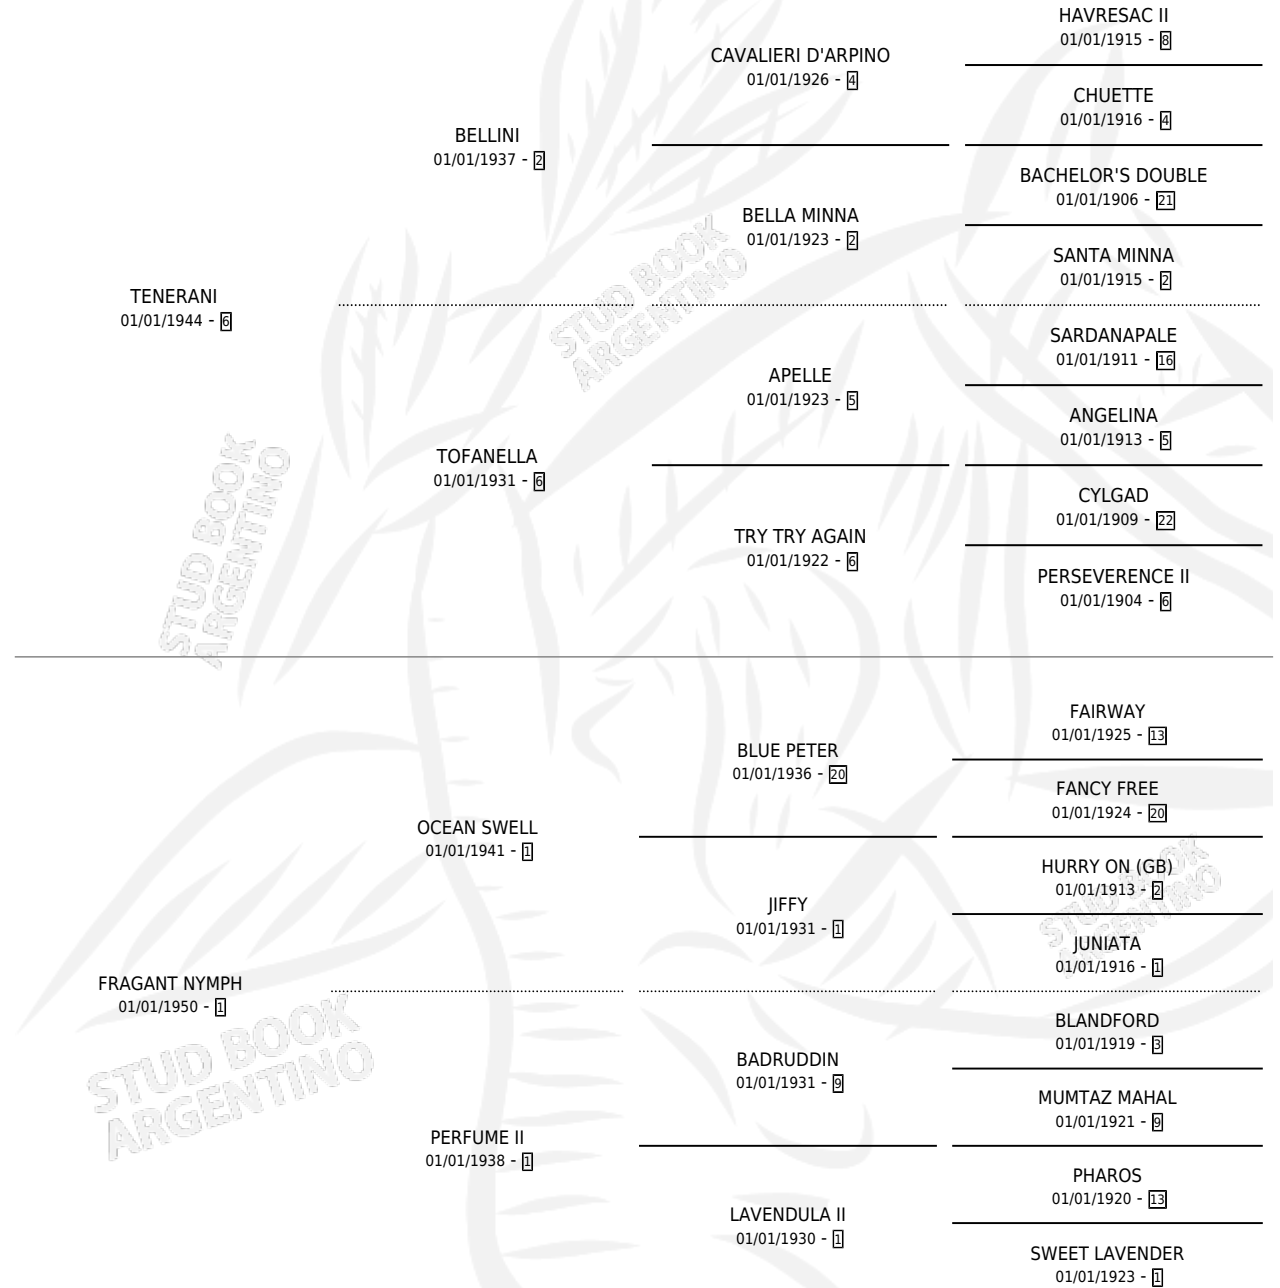 HAVRESAC II
01/01/1915 - 8
CAVALIERI D'ARPINO
01/01/1926 - 4
CHUETTE
01/01/1916 - 4
BELLINI
01/01/1937 - 2
BACHELOR'S DOUBLE
01/01/1906 - 21
BELLA MINNA
01/01/1923 - 2
SANTA MINNA
01/01/1915 - 2
TENERANI
01/01/1944 - 6
SARDANAPALE
01/01/1911 - 16
APELLE
01/01/1923 - 5
ANGELINA
01/01/1913 - 5
TOFANELLA
01/01/1931 - 6
CYLGAD
01/01/1909 - 22
TRY TRY AGAIN
01/01/1922 - 6
PERSEVERENCE II
01/01/1904 - 6
FAIRWAY
01/01/1925 - 13
BLUE PETER
01/01/1936 - 20
FANCY FREE
01/01/1924 - 20
OCEAN SWELL
01/01/1941 - 1
HURRY ON (GB)
01/01/1913 - 2
JIFFY
01/01/1931 - 1
JUNIATA
01/01/1916 - 1
FRAGANT NYMPH
01/01/1950 - 1
BLANDFORD
01/01/1919 - 3
BADRUDDIN
01/01/1931 - 9
MUMTAZ MAHAL
01/01/1921 - 9
PERFUME II
01/01/1938 - 1
PHAROS
01/01/1920 - 13
LAVENDULA II
01/01/1930 - 1
SWEET LAVENDER
01/01/1923 - 1
STUD BOOK
ARGENTINO
STUD BOOK
ARGENTINO
STUD BOOK
ARGENTINO
STUD BOOK
ARGENTINO